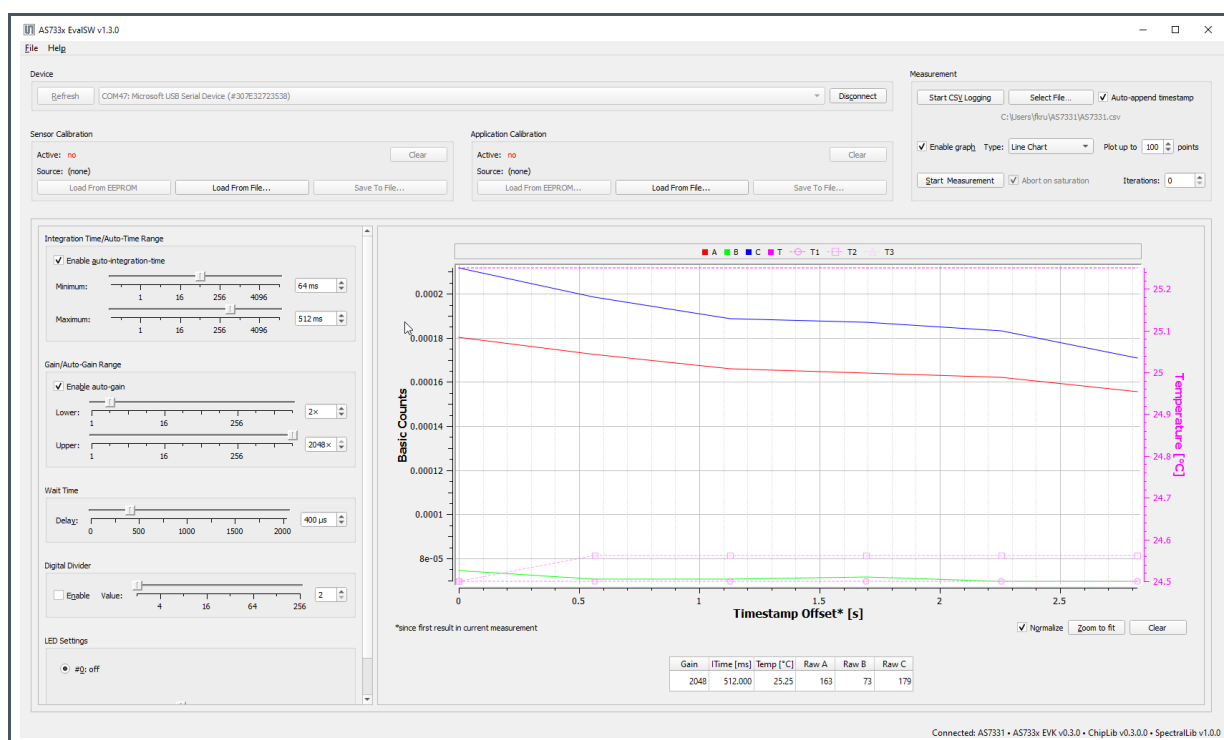 AS733x EvalSW v1.3.0
File Help
Device
Refresh COM47: Microsoft USB Serial Device (#307E32723538) Disconnect
Sensor Calibration
Active: no Clear
Source: (none)
Load From EEPROM Load From File... Save To File...
Application Calibration
Active: no Clear
Source: (none)
Load From EEPROM... Load From File... Save To File...
Measurement
Start CSV Logging Select File... Auto-append timestamp
C:\Users\fkru\AS7331\AS7331.csv
Enable graph Type: Line Chart Plot up to 100 points
Start Measurement Abort on saturation Iterations: 0
Integration Time/Auto-Time Range
Enable auto-integration-time
Minimum: 64 ms
1 16 256 4096
Maximum: 512 ms
1 16 256 4096
Gain/Auto-Gain Range
Enable auto-gain
Lower: 2×
1 16 256
Upper: 2048×
1 16 256
Wait Time
Delay: 400 µs
0 500 1000 1500 2000
Digital Divider
Enable Value: 2
4 16 64 256
LED Settings
#0: off
A B C T T1 T2 T3
Basic Counts
0.0002
0.00018
0.00016
0.00014
0.00012
0.0001
8e-05
25.2
25.1
25
24.9
24.8
24.7
24.6
24.5
Temperature [°C]
0 0.5 1 1.5 2 2.5
Timestamp Offset* [s]
*since first result in current measurement
Normalize Zoom to fit Clear
Gain ITime [ms] Temp [°C] Raw A Raw B Raw C
2048 512.000 25.25 163 73 179
Connected: AS7331 • AS733x EVK v0.3.0 • ChipLib v0.3.0.0 • SpectralLib v1.0.0